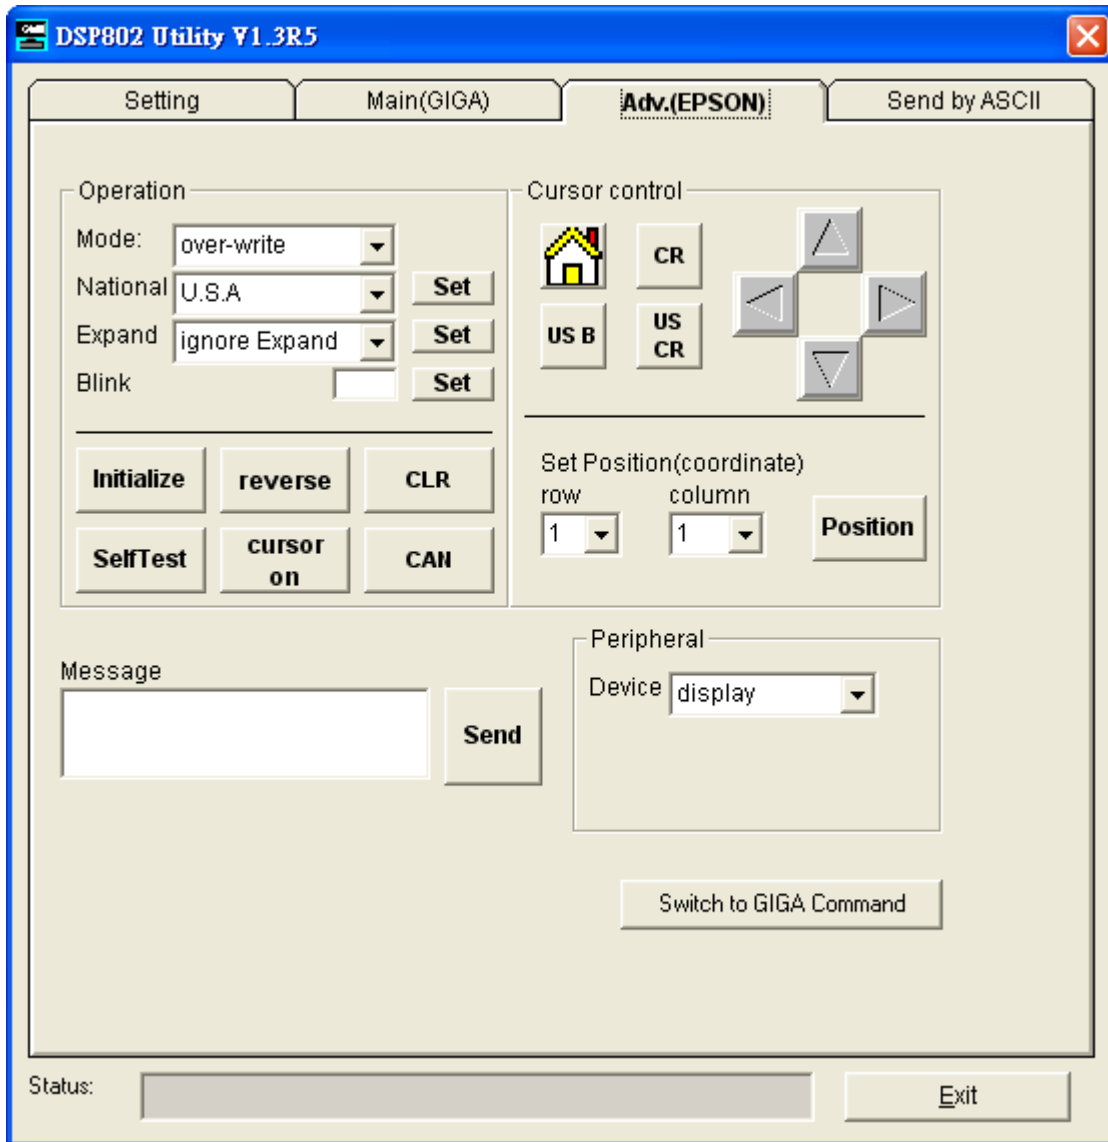 DSP802 Utility V1.3R5
Setting
Main(GIGA)
Adv.(EPSON)
Send by ASCII
Operation
Mode:
over-write
National
U.S.A
Set
Expand
ignore Expand
Set
Blink
Set
Initialize
reverse
CLR
SelfTest
cursor
on
CAN
Cursor control
CR
US B
US
CR
Set Position(coordinate)
row
column
1
1
Position
Message
Send
Peripheral
Device
display
Switch to GIGA Command
Status:
Exit